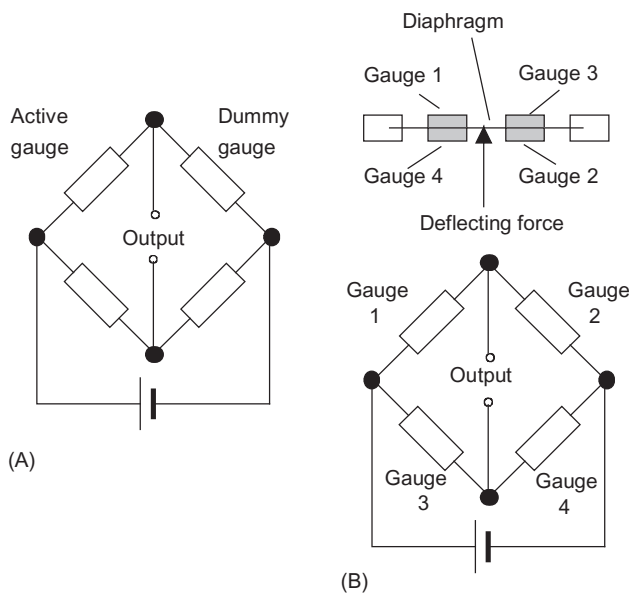 Active
gauge
Dummy
gauge
Output
(A)
Diaphragm
Gauge 1
Gauge 3
Gauge 4
Gauge 2
Deflecting force
Gauge
1
Gauge
2
Output
Gauge
3
Gauge
4
(B)